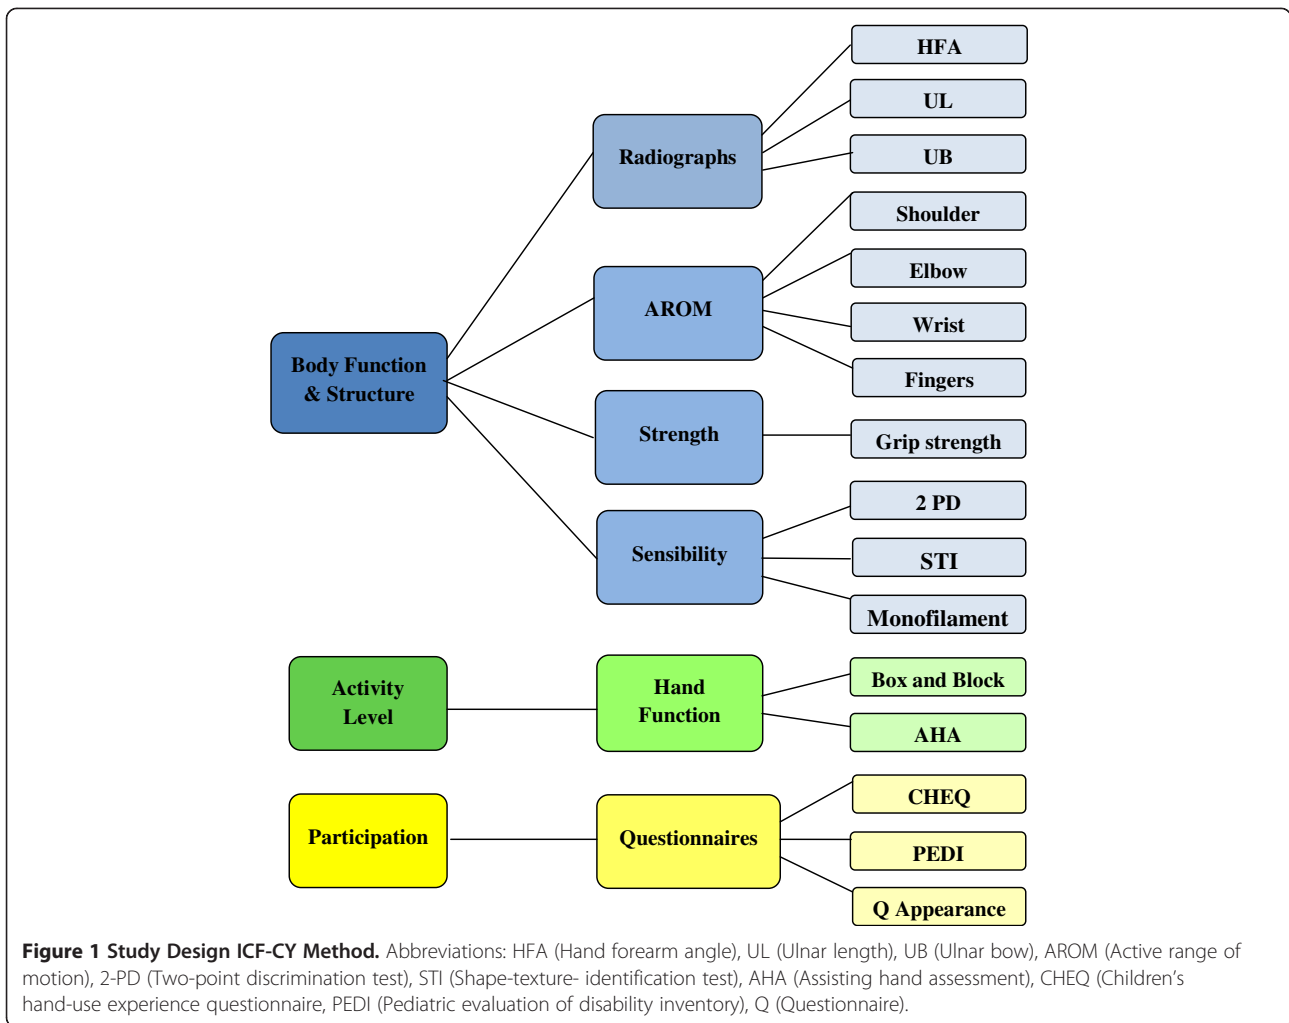 HFA
UL
Radiographs
UB
Shoulder
Elbow
AROM
Wrist
Body Function
& Structure
Fingers
Strength
Grip strength
2 PD
Sensibility
STI
Monofilament
Activity
Level
Hand
Function
Box and Block
AHA
CHEQ
Participation
Questionnaires
PEDI
Q Appearance
Figure 1 Study Design ICF-CY Method. Abbreviations: HFA (Hand forearm angle), UL (Ulnar length), UB (Ulnar bow), AROM (Active range of
motion), 2-PD (Two-point discrimination test), STI (Shape-texture- identification test), AHA (Assisting hand assessment), CHEQ (Children’s
hand-use experience questionnaire, PEDI (Pediatric evaluation of disability inventory), Q (Questionnaire).